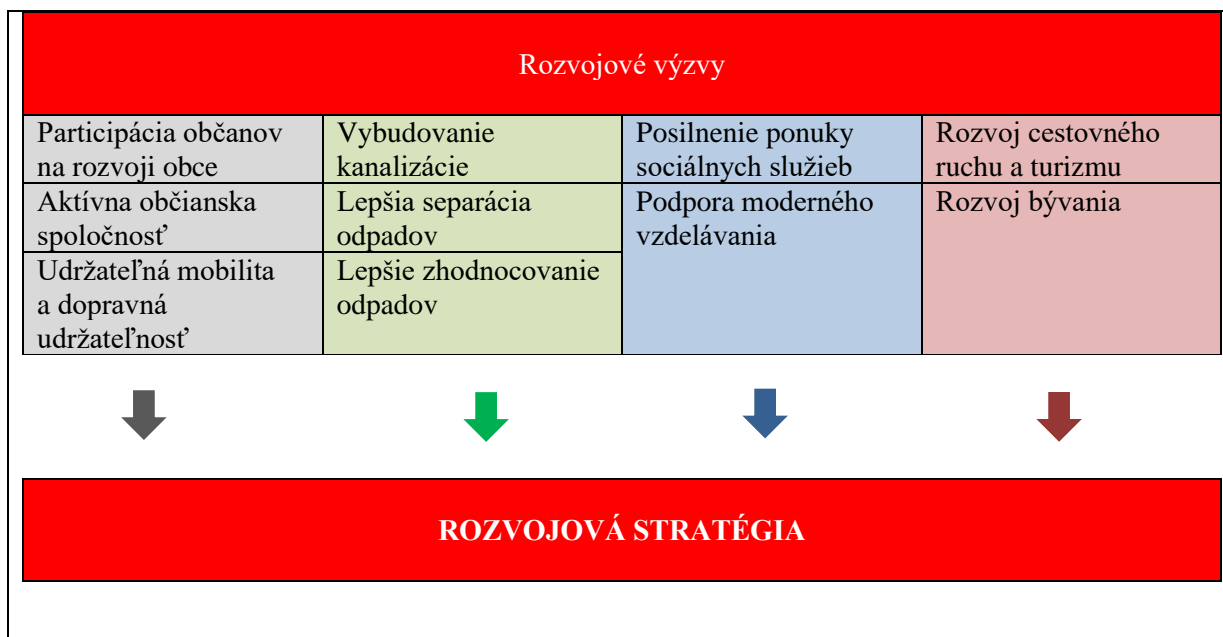 Rozvojové výzvy
Participácia občanov
na rozvoji obce
Vybudovanie
kanalizácie
Posilnenie ponuky
sociálnych služieb
Rozvoj cestovného
ruchu a turizmu
Aktívna občianska
spoločnosť
Lepšia separácia
odpadov
Podpora moderného
vzdelávania
Rozvoj bývania
Udržateľná mobilita
a dopravná
udržateľnosť
Lepšie zhodnocovanie
odpadov
ROZVOJOVÁ STRATÉGIA